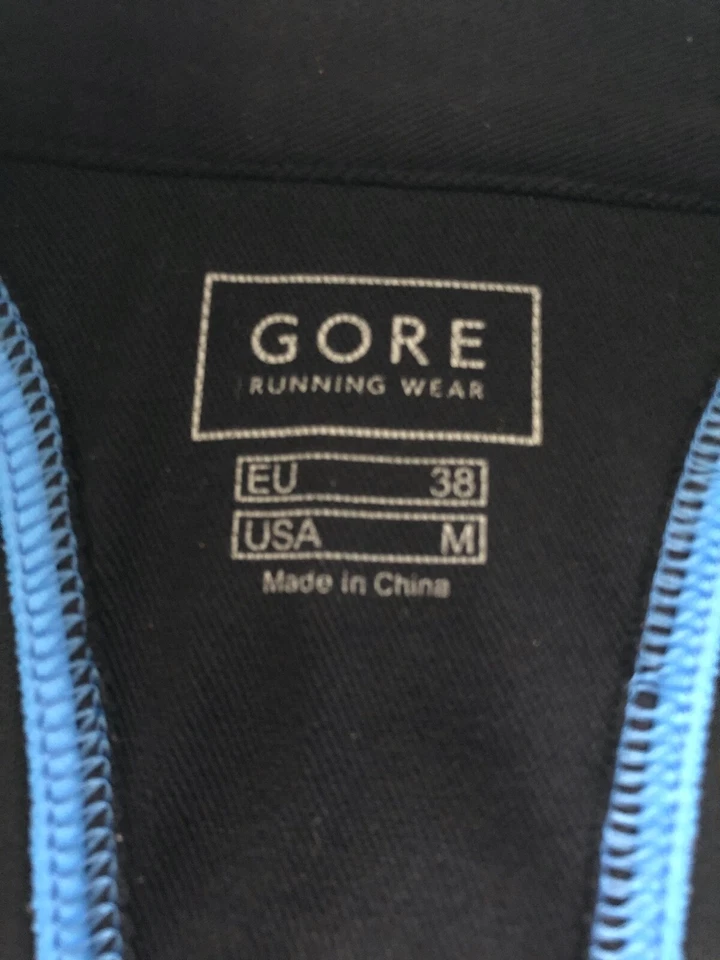 GORE
RUNNING WEAR
EU 38
USA M
Made in China